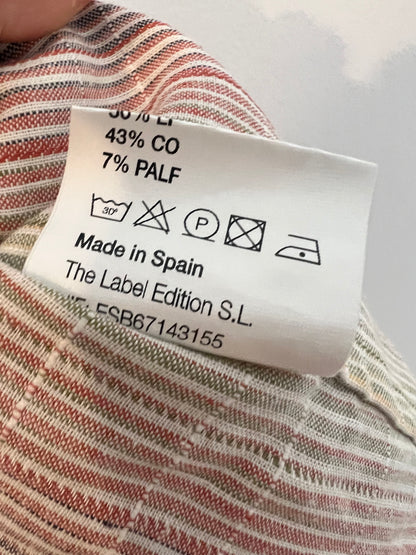 43% CO
7% PALF
30°
P
Made in Spain
The Label Edition S.L.
ESB67143155